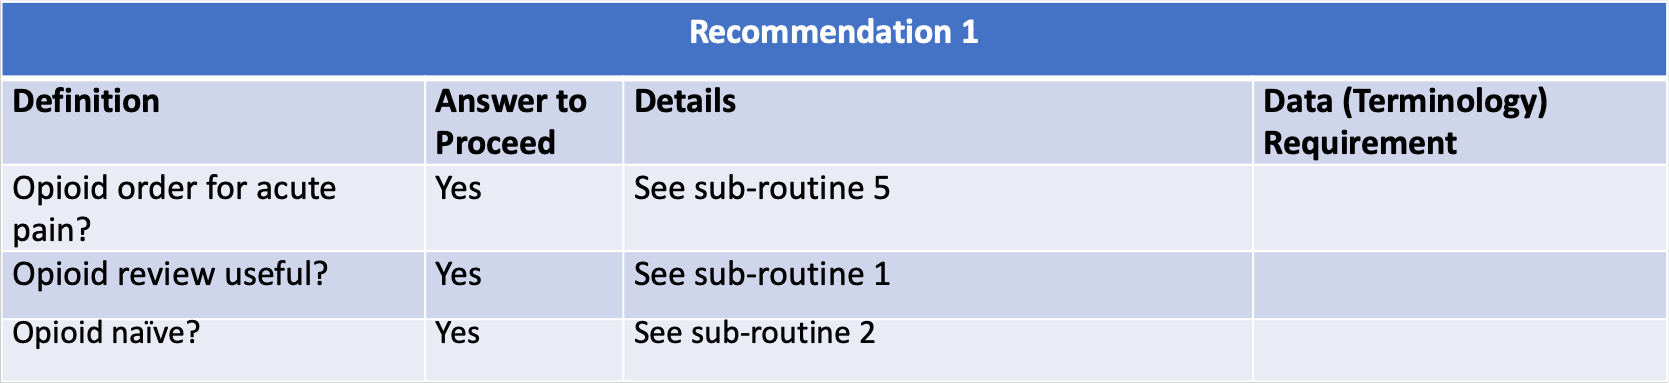 Recommendation 1
Definition
Answer to
Proceed
Details
Data (Terminology)
Requirement
Opioid order for acute
pain?
Yes
See sub-routine 5
Opioid review useful?
Yes
See sub-routine 1
Opioid naïve?
Yes
See sub-routine 2